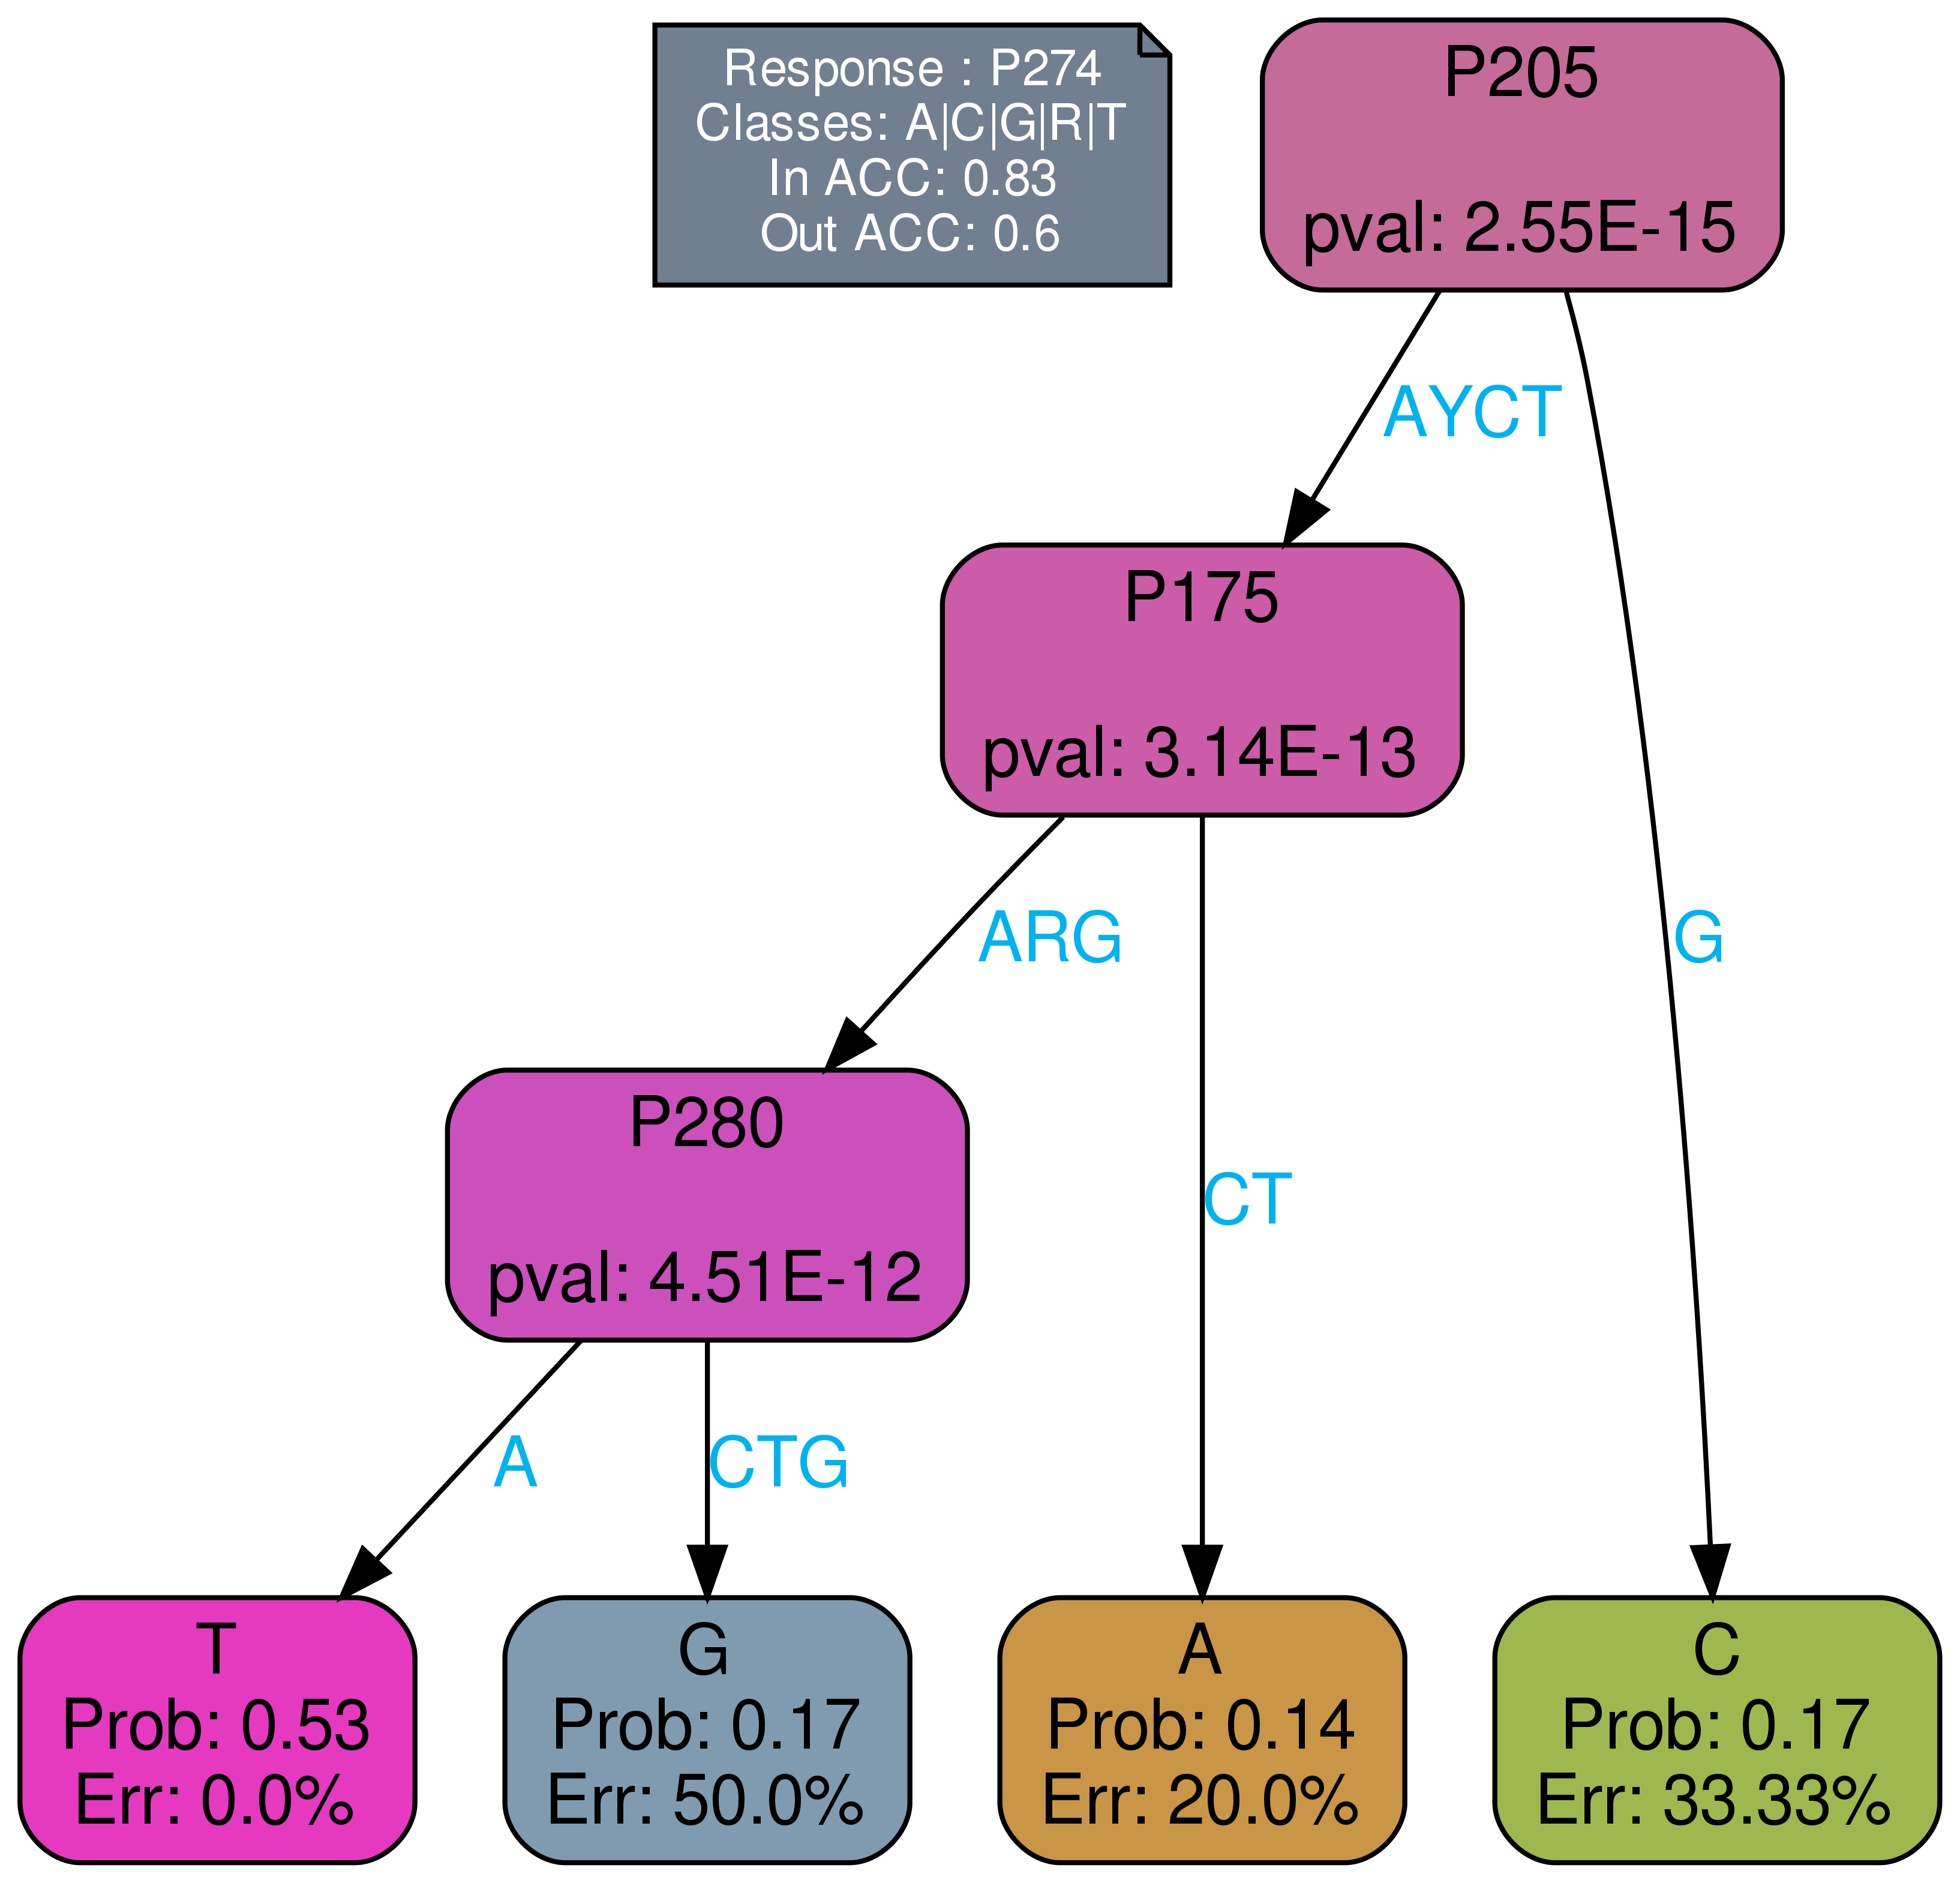 Response : P274
Classes: A|C|G|R|T
In ACC: 0.83
Out ACC: 0.6
P205
pval: 2.55E-15
AYCT
P175
pval: 3.14E-13
ARG
G
P280
pval: 4.51E-12
CT
A
CTG
T
Prob: 0.53
Err: 0.0%
G
Prob: 0.17
Err: 50.0%
A
Prob: 0.14
Err: 20.0%
C
Prob: 0.17
Err: 33.33%